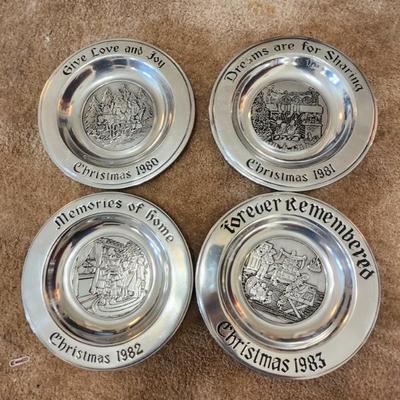 Give Love and Joy
Christmas 1980
Dreams are for Sharing
Christmas 1981
Memories of Home
Christmas 1982
Forever Remembered
Christmas 1983